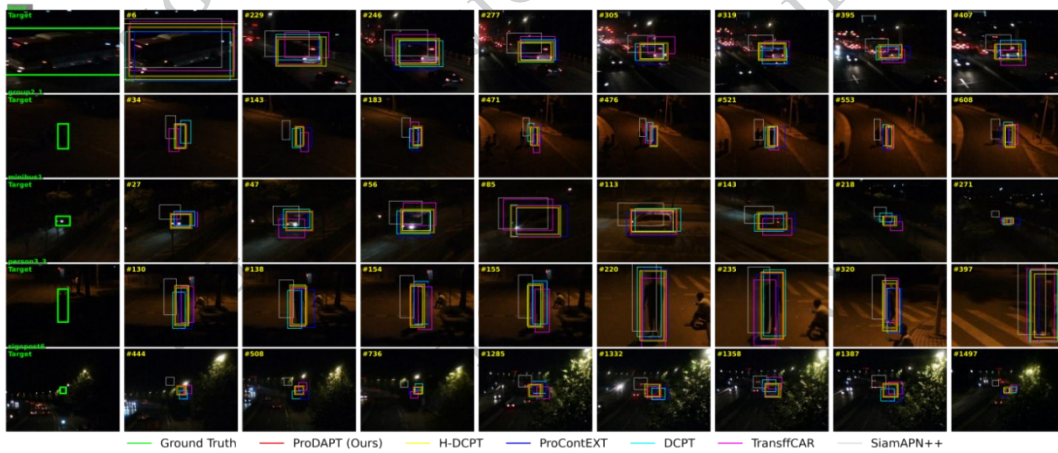 Target #6 #229 #246 #277 #305 #319 #395 #407
group2_1
Target #34 #143 #183 #471 #476 #521 #553 #608
minibus1
Target #27 #47 #56 #85 #113 #143 #218 #271
person3_3
Target #130 #138 #154 #155 #220 #235 #320 #397
signpost6
Target #444 #508 #736 #1285 #1332 #1358 #1387 #1497
Ground Truth ProDAPT (Ours) H-DCPT ProContEXT DCPT TransffCAR SiamAPN++